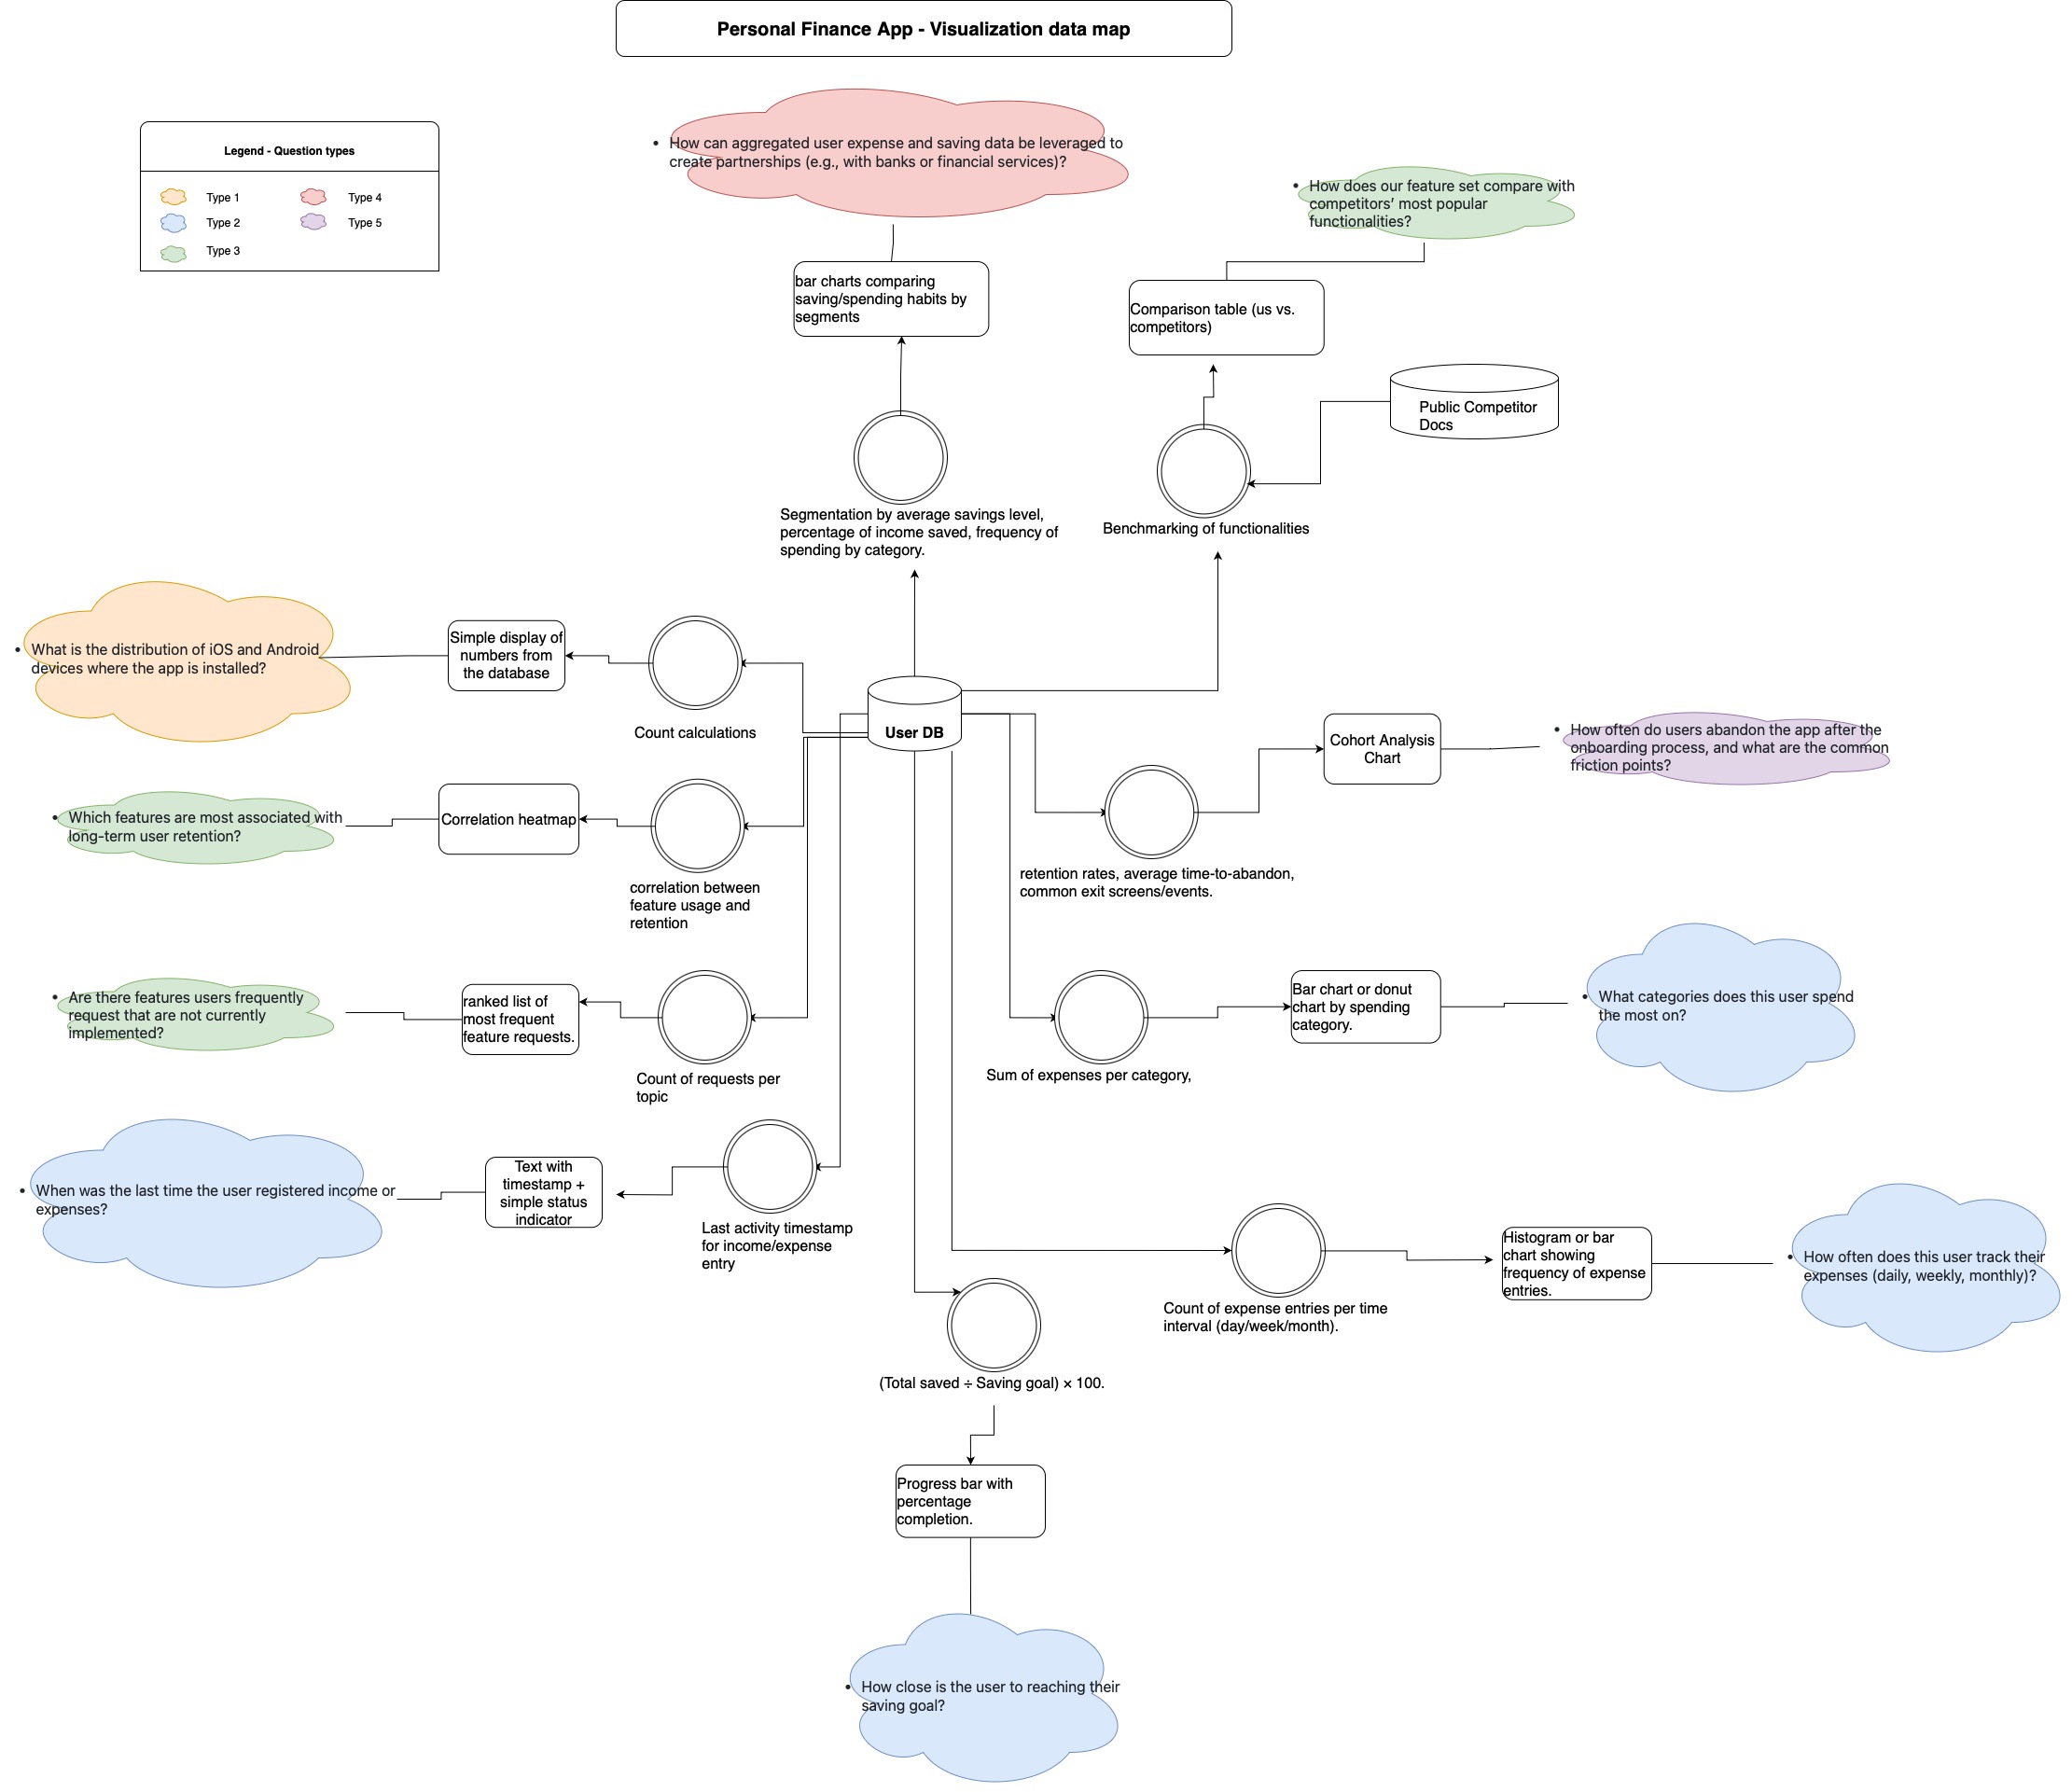 Personal Finance App - Visualization data map
Legend - Question types
Type 1
Type 4
Type 2
Type 5
Type 3
• How can aggregated user expense and saving data be leveraged to
create partnerships (e.g., with banks or financial services)?
• How does our feature set compare with
competitors’ most popular
functionalities?
bar charts comparing
saving/spending habits by
segments
Comparison table (us vs.
competitors)
Public Competitor
Docs
Segmentation by average savings level,
percentage of income saved, frequency of
spending by category.
Benchmarking of functionalities
• What is the distribution of iOS and Android
devices where the app is installed?
Simple display of
numbers from
the database
Count calculations
User DB
Cohort Analysis
Chart
• How often do users abandon the app after the
onboarding process, and what are the common
friction points?
• Which features are most associated with
long-term user retention?
Correlation heatmap
correlation between
feature usage and
retention
retention rates, average time-to-abandon,
common exit screens/events.
• Are there features users frequently
request that are not currently
implemented?
ranked list of
most frequent
feature requests.
Count of requests per
topic
Sum of expenses per category,
Bar chart or donut
chart by spending
category.
• What categories does this user spend
the most on?
• When was the last time the user registered income or
expenses?
Text with
timestamp +
simple status
indicator
Last activity timestamp
for income/expense
entry
Count of expense entries per time
interval (day/week/month).
Histogram or bar
chart showing
frequency of expense
entries.
• How often does this user track their
expenses (daily, weekly, monthly)?
(Total saved ÷ Saving goal) × 100.
Progress bar with
percentage
completion.
• How close is the user to reaching their
saving goal?